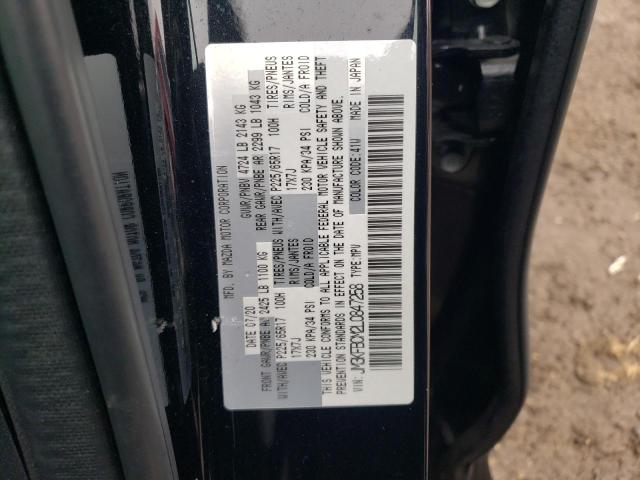 MFD. BY MAZDA MOTOR CORPORATION
DATE 07/20 GVWR/PNBV 4724 LB 2143 KG
FRONT GAWR/PNBE AV 2425 LB 1100 KG REAR GAWR/PNBE AR 2299 LB 1043 KG
WITH/AVEC P225/65R17 100H TIRES/PNEUS WITH/AVEC P225/65R17 100H TIRES/PNEUS
17X7J RIMS/JANTES 17X7J RIMS/JANTES
230 KPA/34 PSI COLD/A FROID 230 KPA/34 PSI COLD/A FROID
THIS VEHICLE CONFORMS TO ALL APPLICABLE FEDERAL MOTOR VEHICLE SAFETY AND THEFT
PREVENTION STANDARDS IN EFFECT ON THE DATE OF MANUFACTURE SHOWN ABOVE.
VIN: JM3KFBCM2L0847258 TYPE:MPV COLOR CODE:41V MADE IN JAPAN